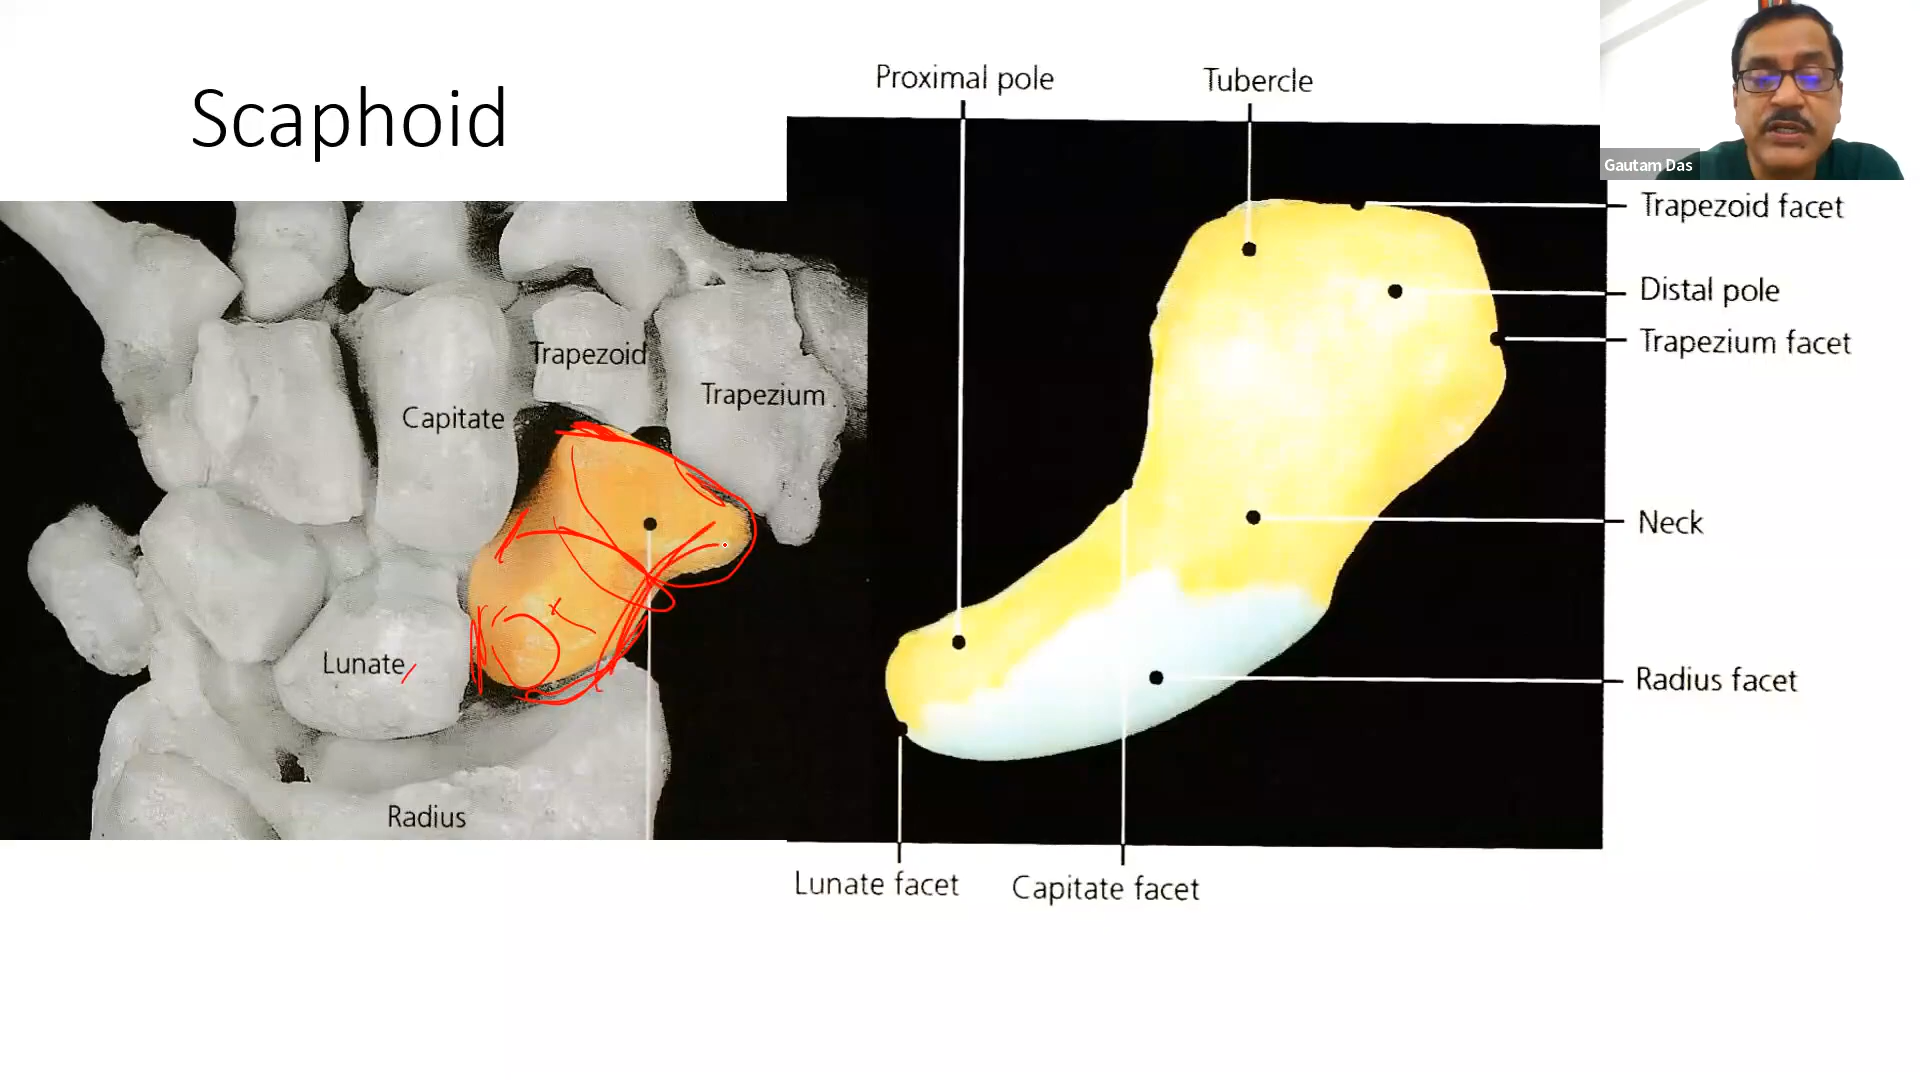 Scaphoid
Proximal pole
Tubercle
Gautam Das
Trapezoid facet
Distal pole
Trapezium facet
Neck
Radius facet
Lunate facet
Capitate facet
Trapezoid
Trapezium
Capitate
Lunate
Radius